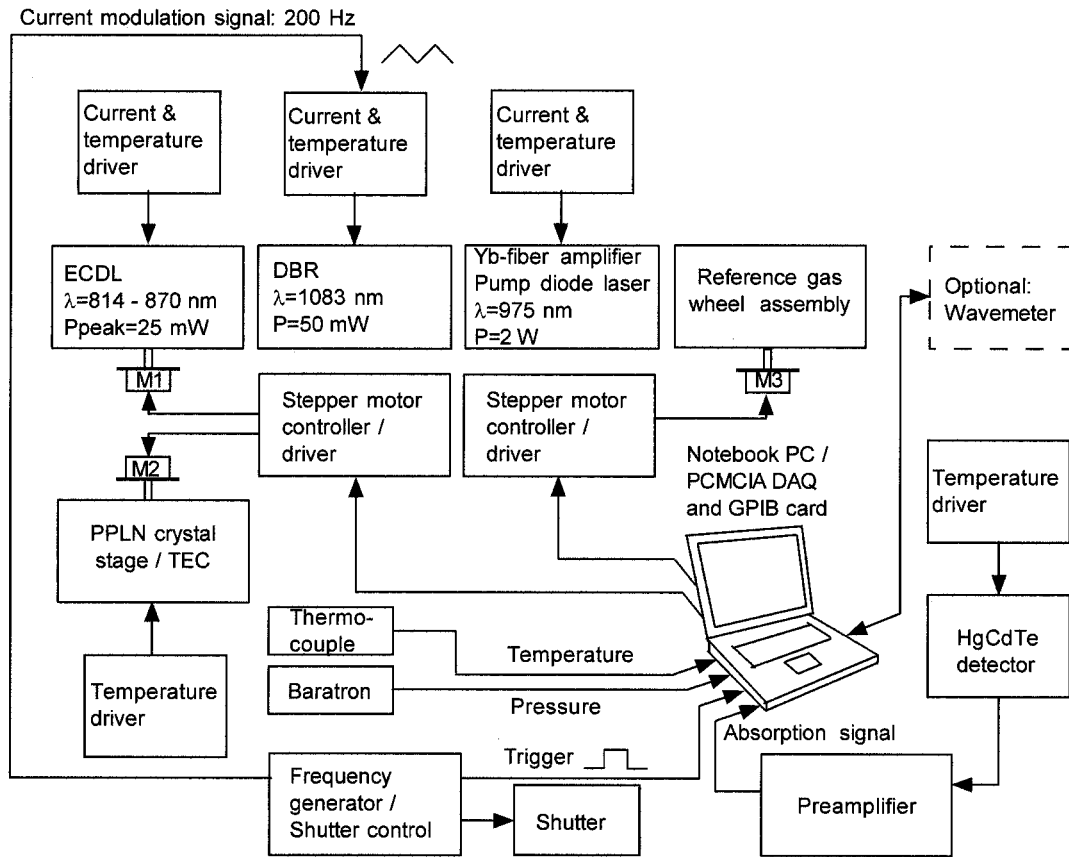 Current modulation signal: 200 Hz
Current &
temperature
driver
Current &
temperature
driver
Current &
temperature
driver
ECDL
λ=814 - 870 nm
Ppeak=25 mW
DBR
λ=1083 nm
P=50 mW
Yb-fiber amplifier
Pump diode laser
λ=975 nm
P=2 W
Reference gas
wheel assembly
Optional:
Wavemeter
M1
M3
Stepper motor
controller /
driver
Stepper motor
controller /
driver
M2
Notebook PC /
PCMCIA DAQ
and GPIB card
Temperature
driver
PPLN crystal
stage / TEC
Thermo-
couple
Temperature
HgCdTe
detector
Temperature
driver
Baratron
Pressure
Absorption signal
Trigger
Frequency
generator /
Shutter control
Shutter
Preamplifier